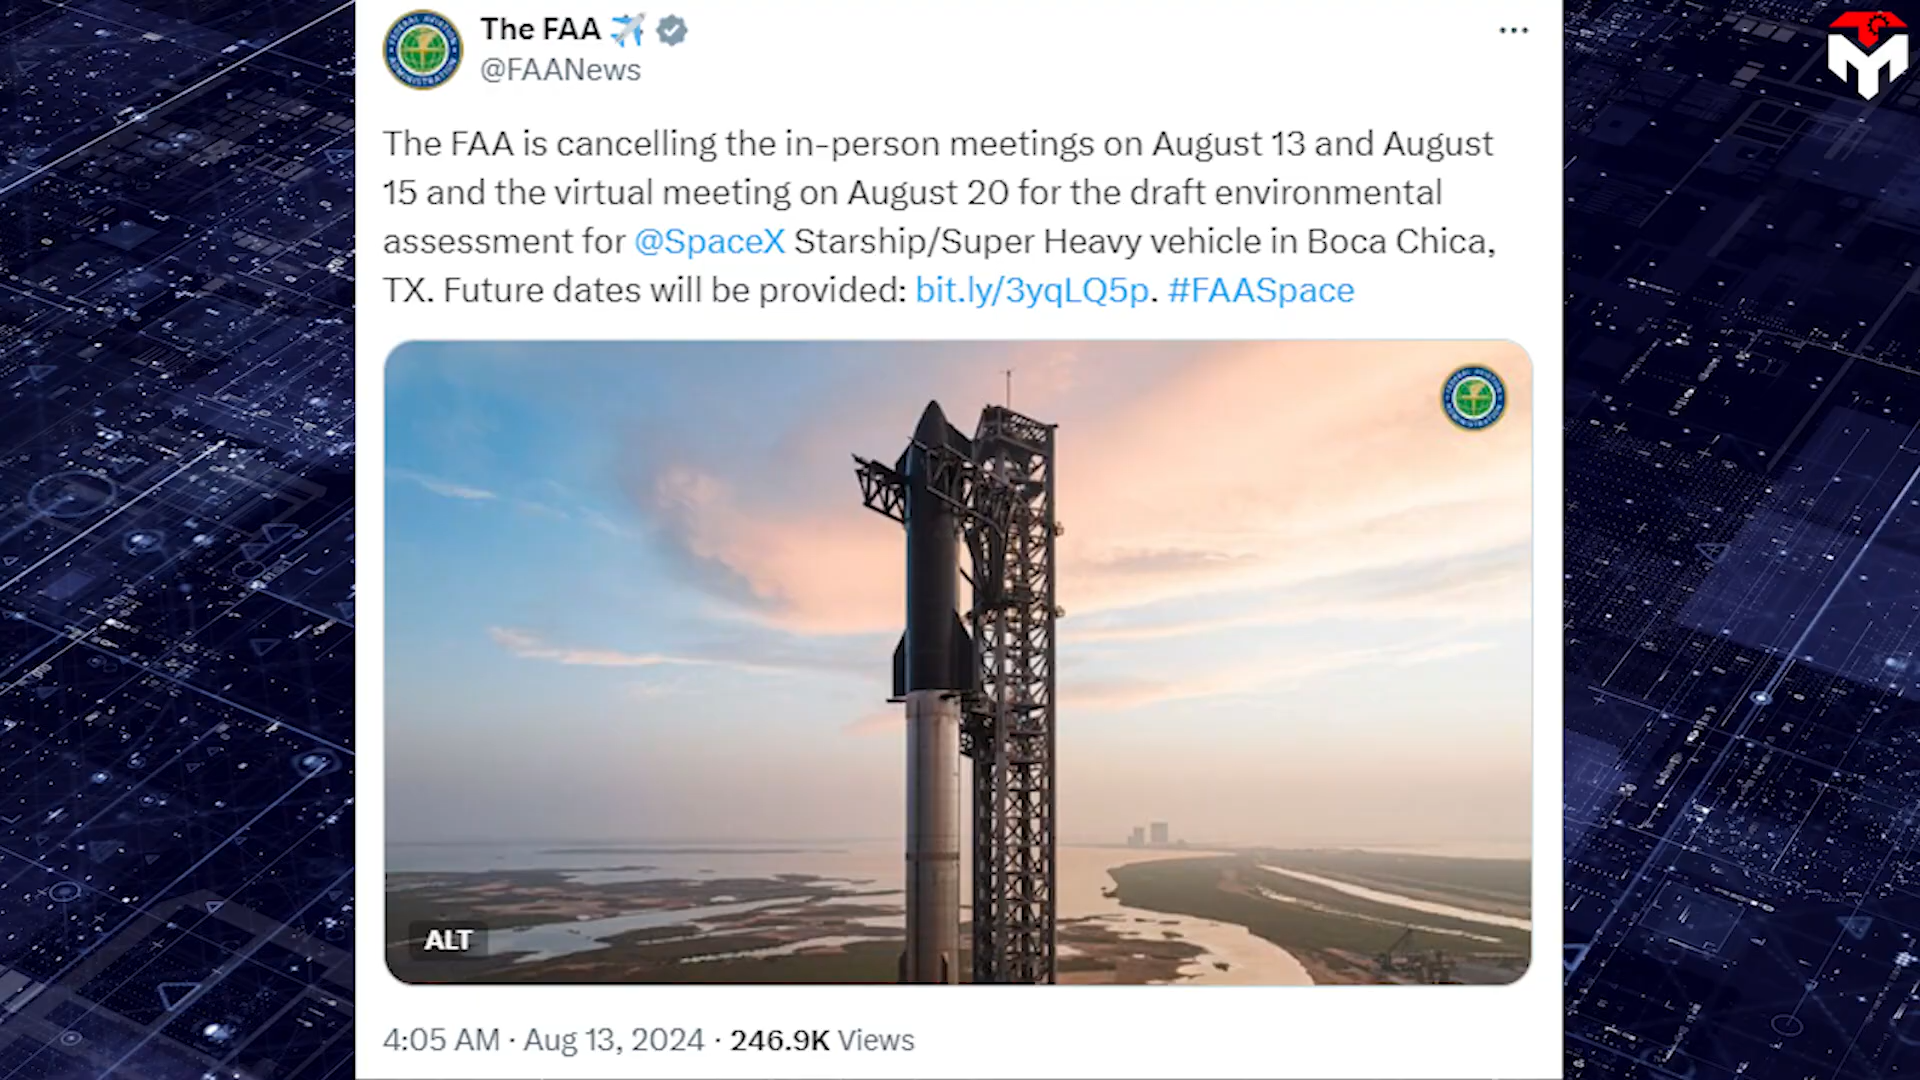 The FAA
@FAANews
The FAA is cancelling the in-person meetings on August 13 and August
15 and the virtual meeting on August 20 for the draft environmental
assessment for @SpaceX Starship/Super Heavy vehicle in Boca Chica,
TX. Future dates will be provided: bit.ly/3yqLQ5p. #FAASpace
ALT
4:05 AM · Aug 13, 2024 · 246.9K Views